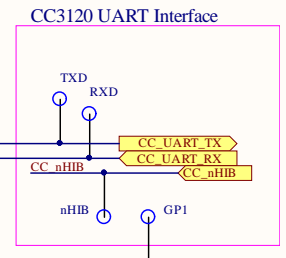 CC3120 UART Interface
TXD
RXD
CC_UART_TX
CC_UART_RX
CC_nHIB
CC_nHIB
nHIB
GP1